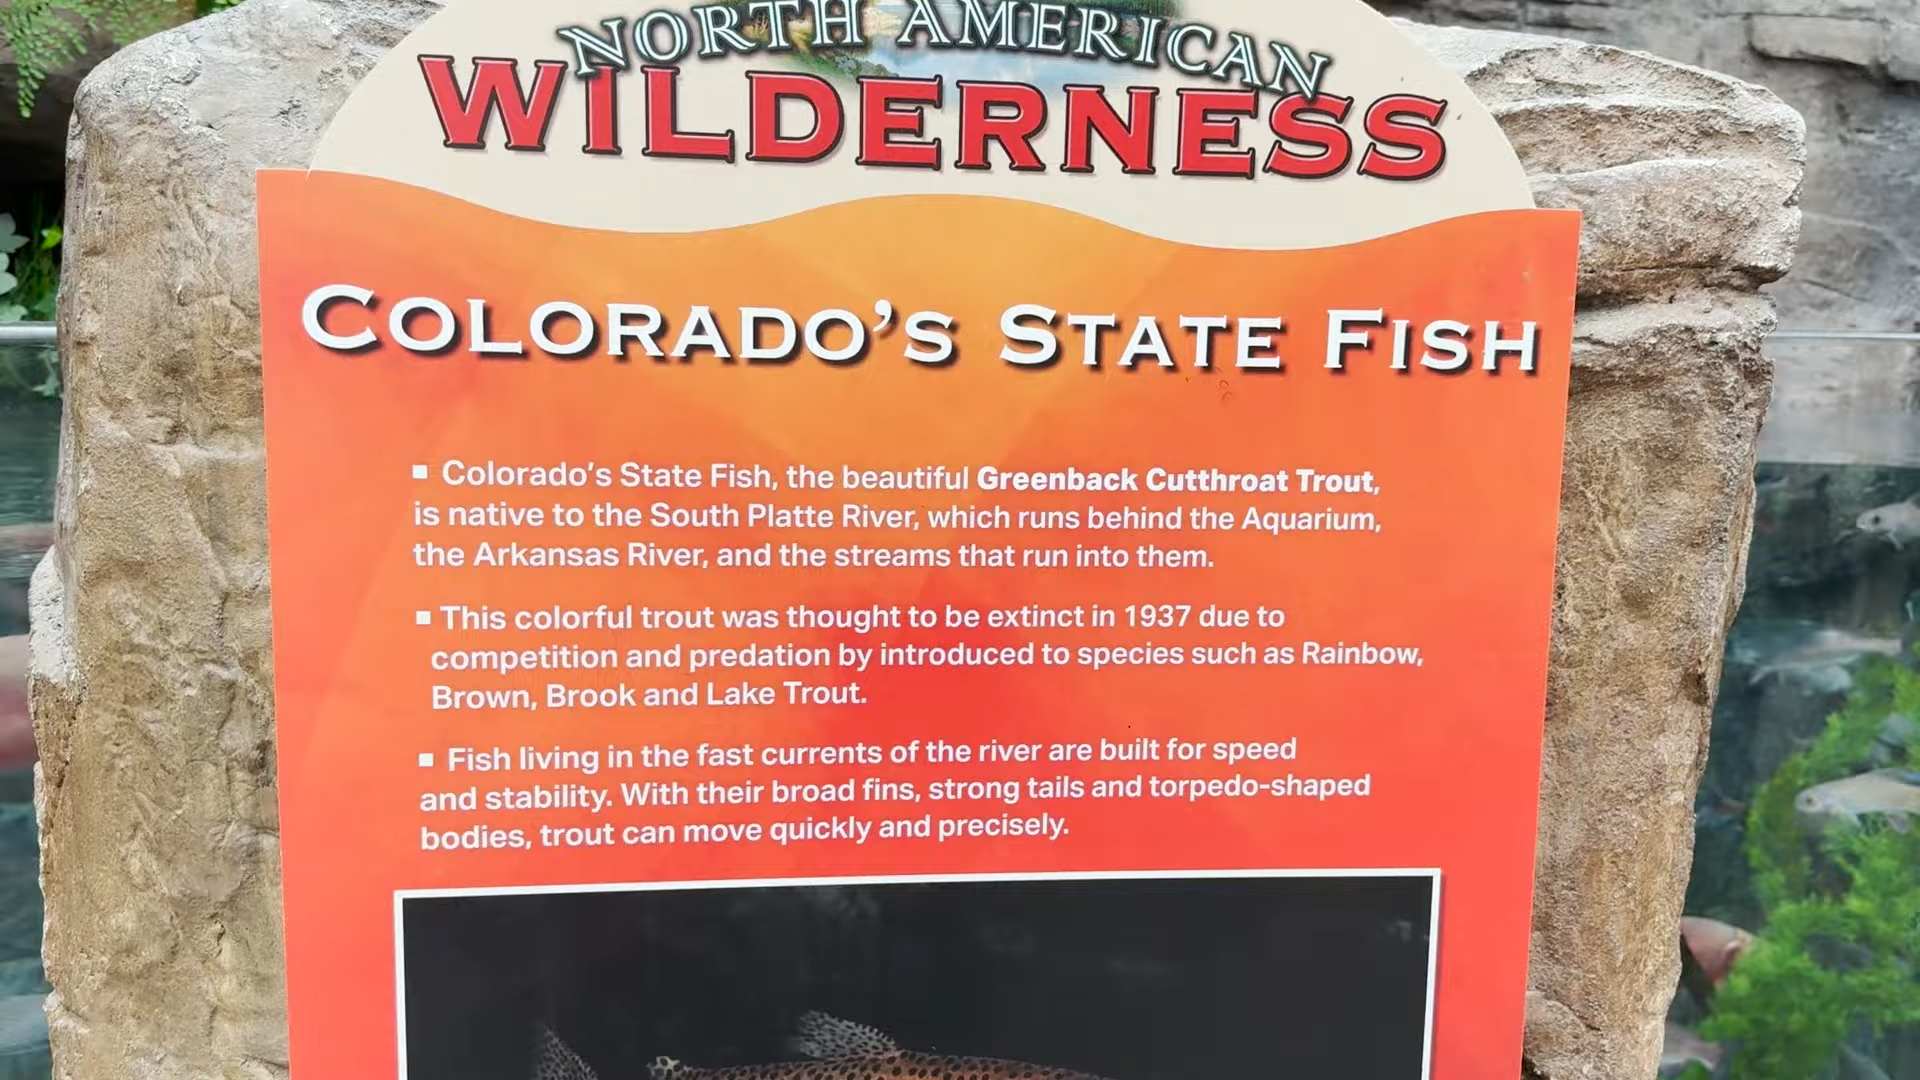 NORTH AMERICAN
WILDERNESS
COLORADO'S STATE FISH
▪ Colorado's State Fish, the beautiful Greenback Cutthroat Trout,
is native to the South Platte River, which runs behind the Aquarium,
the Arkansas River, and the streams that run into them.
▪ This colorful trout was thought to be extinct in 1937 due to
competition and predation by introduced to species such as Rainbow,
Brown, Brook and Lake Trout.
▪ Fish living in the fast currents of the river are built for speed
and stability. With their broad fins, strong tails and torpedo-shaped
bodies, trout can move quickly and precisely.